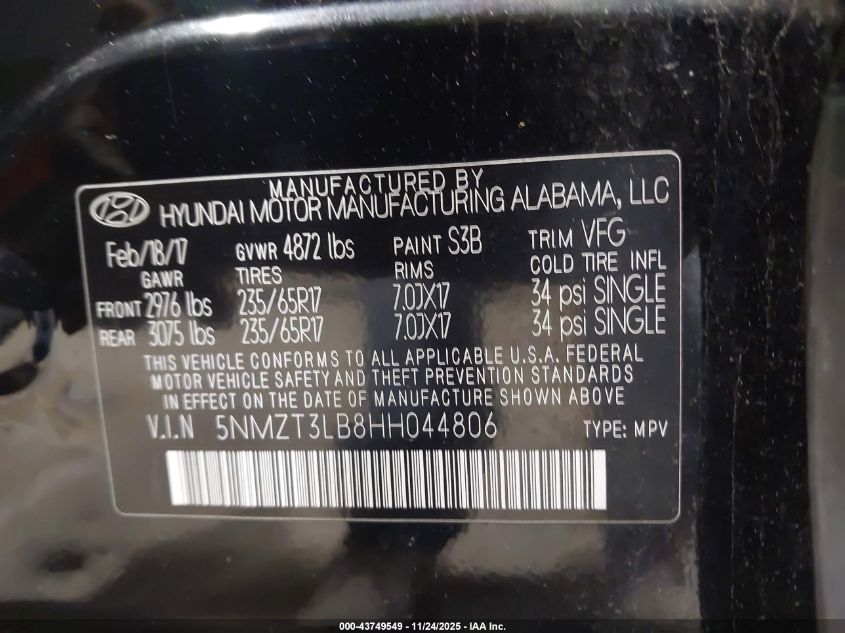 MANUFACTURED BY
HYUNDAI MOTOR MANUFACTURING ALABAMA, LLC
Feb/18/17 GVWR 4872 lbs PAINT S3B TRIM VFG
GAWR TIRES RIMS COLD TIRE INFL
FRONT 2976 lbs 235/65R17 7.0JX17 34 psi SINGLE
REAR 3075 lbs 235/65R17 7.0JX17 34 psi SINGLE
THIS VEHICLE CONFORMS TO ALL APPLICABLE U.S.A. FEDERAL
MOTOR VEHICLE SAFETY AND THEFT PREVENTION STANDARDS
IN EFFECT ON THE DATE OF MANUFACTURE SHOWN ABOVE
V.I.N 5NMZT3LB8HH044806 TYPE: MPV
000-43749549 - 11/24/2025 - IAA Inc.